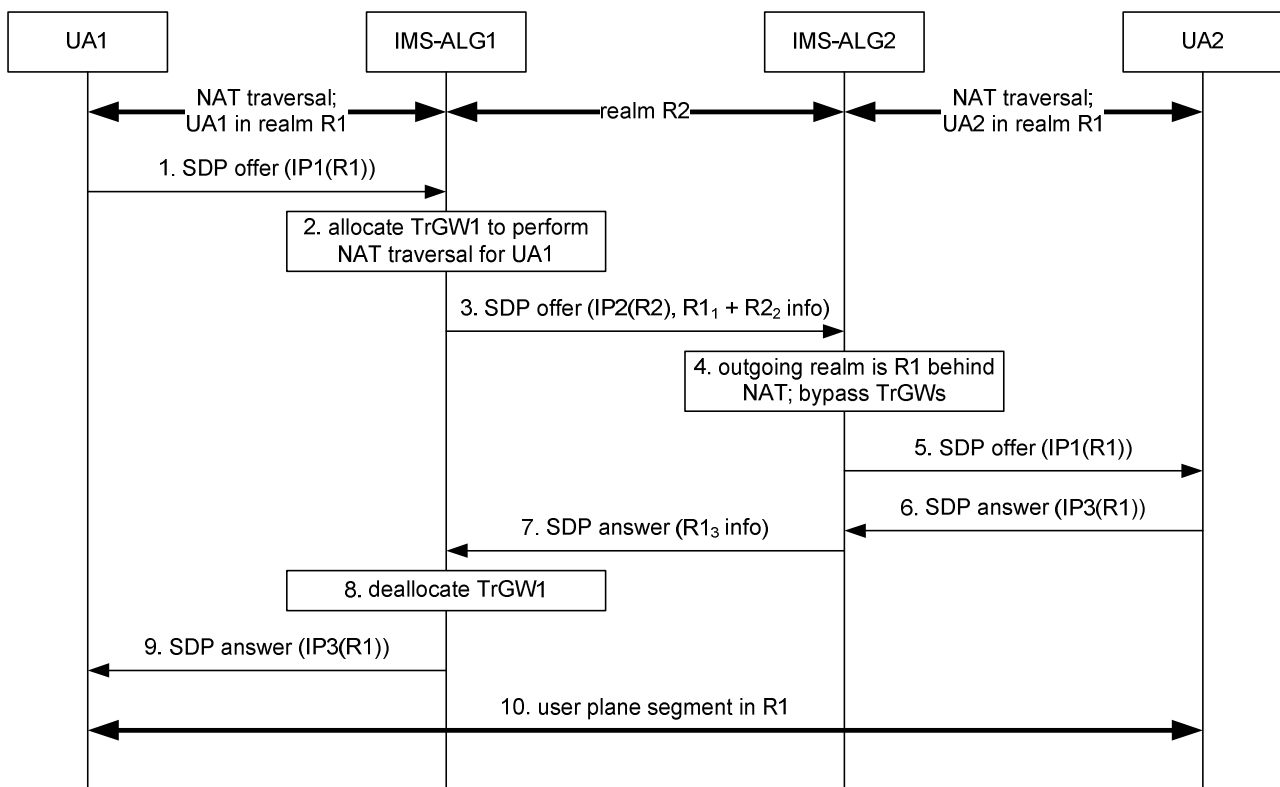 UA1
IMS-ALG1
IMS-ALG2
UA2
NAT traversal;
UA1 in realm R1
realm R2
NAT traversal;
UA2 in realm R1
1. SDP offer (IP1(R1))
2. allocate TrGW1 to perform
NAT traversal for UA1
3. SDP offer (IP2(R2), R1₁ + R2₂ info)
4. outgoing realm is R1 behind
NAT; bypass TrGWs
5. SDP offer (IP1(R1))
6. SDP answer (IP3(R1))
7. SDP answer (R1₃ info)
8. deallocate TrGW1
9. SDP answer (IP3(R1))
10. user plane segment in R1